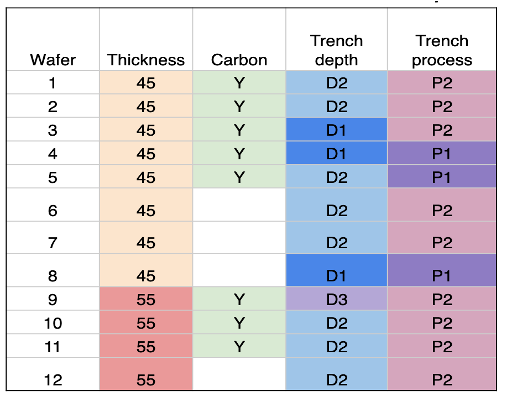 Wafer Thickness Carbon Trench depth Trench process
1 45 Y D2 P2
2 45 Y D2 P2
3 45 Y D1 P2
4 45 Y D1 P1
5 45 Y D2 P1
6 45 D2 P2
7 45 D2 P2
8 45 D1 P1
9 55 Y D3 P2
10 55 Y D2 P2
11 55 Y D2 P2
12 55 D2 P2